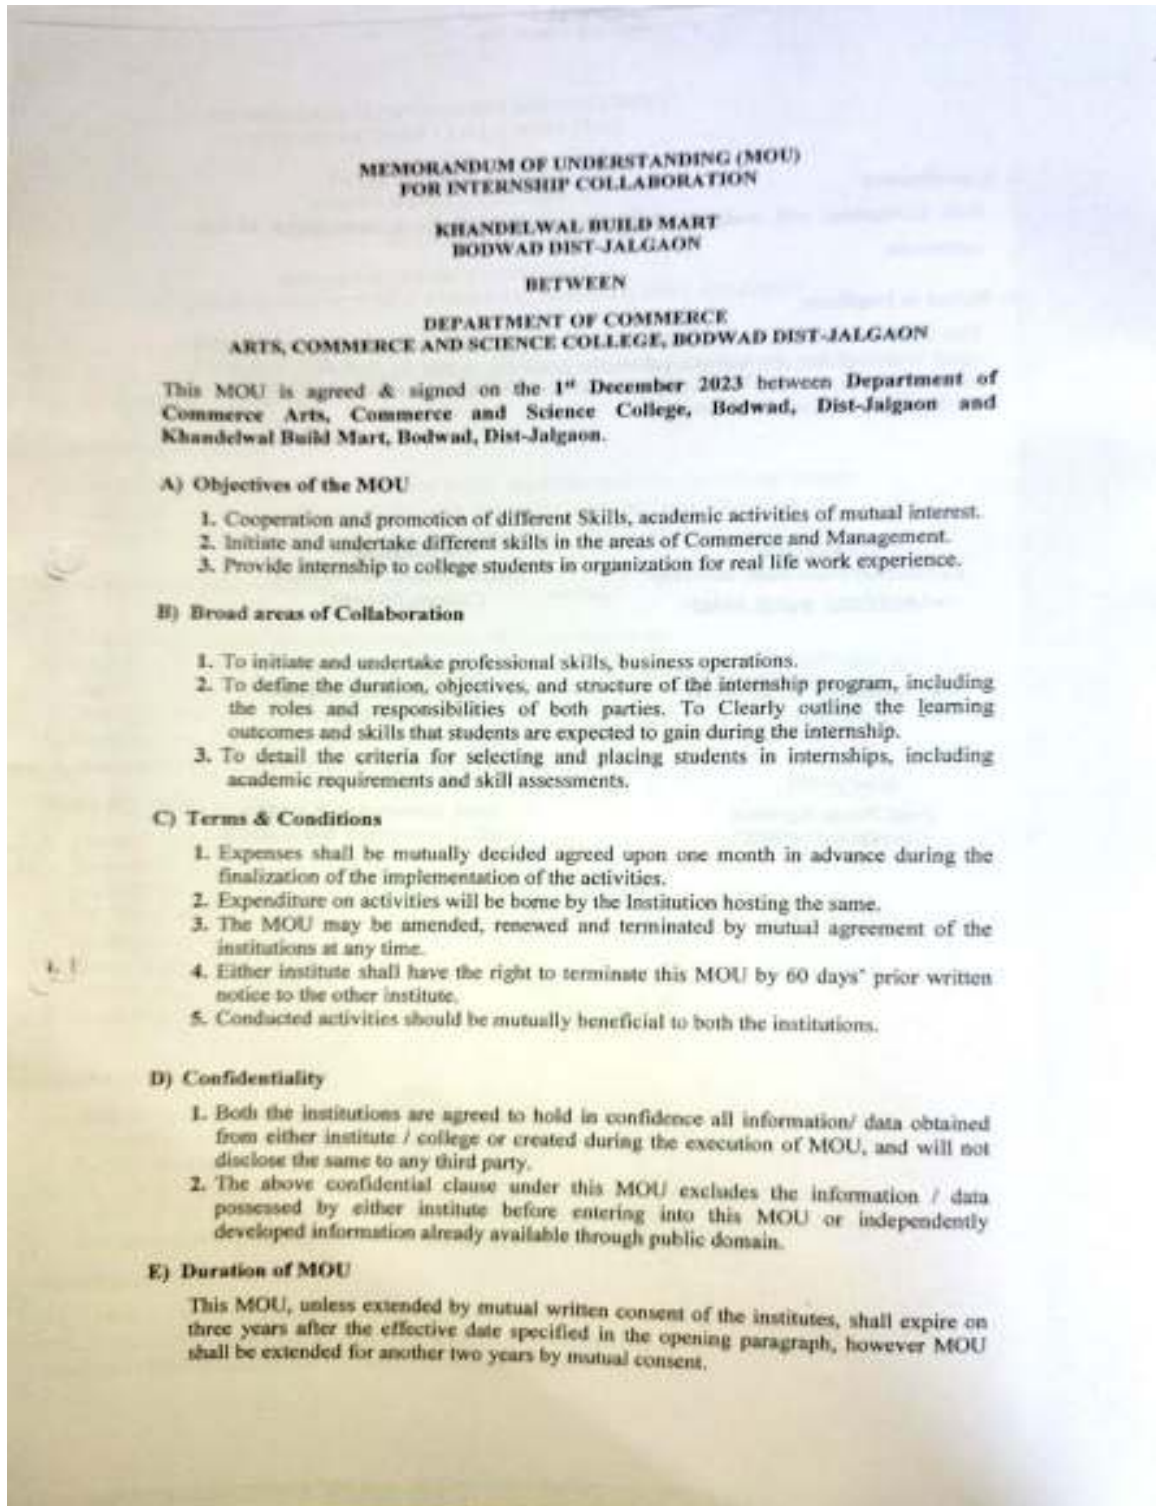 MEMORANDUM OF UNDERSTANDING (MOU)
FOR INTERNSHIP COLLABORATION
KHANDELWAL BUILD MART
BODWAD DIST-JALGAON
BETWEEN
DEPARTMENT OF COMMERCE
ARTS, COMMERCE AND SCIENCE COLLEGE, BODWAD DIST-JALGAON
This MOU is agreed & signed on the 1st December 2023 between Department of
Commerce Arts, Commerce and Science College, Bodwad, Dist-Jalgaon and
Khandelwal Build Mart, Bodwad, Dist-Jalgaon.
A) Objectives of the MOU
1. Cooperation and promotion of different Skills, academic activities of mutual interest.
2. Initiate and undertake different skills in the areas of Commerce and Management.
3. Provide internship to college students in organization for real life work experience.
B) Broad areas of Collaboration
1. To initiate and undertake professional skills, business operations.
2. To define the duration, objectives, and structure of the internship program, including
the roles and responsibilities of both parties. To Clearly outline the learning
outcomes and skills that students are expected to gain during the internship.
3. To detail the criteria for selecting and placing students in internships, including
academic requirements and skill assessments.
C) Terms & Conditions
1. Expenses shall be mutually decided agreed upon one month in advance during the
finalization of the implementation of the activities.
2. Expenditure on activities will be borne by the Institution hosting the same.
3. The MOU may be amended, renewed and terminated by mutual agreement of the
institutions at any time.
4. Either institute shall have the right to terminate this MOU by 60 days' prior written
notice to the other institute.
5. Conducted activities should be mutually beneficial to both the institutions.
D) Confidentiality
1. Both the institutions are agreed to hold in confidence all information/ data obtained
from either institute / college or created during the execution of MOU, and will not
disclose the same to any third party.
2. The above confidential clause under this MOU excludes the information / data
possessed by either institute before entering into this MOU or independently
developed information already available through public domain.
E) Duration of MOU
This MOU, unless extended by mutual written consent of the institutes, shall expire on
three years after the effective date specified in the opening paragraph, however MOU
shall be extended for another two years by mutual consent.